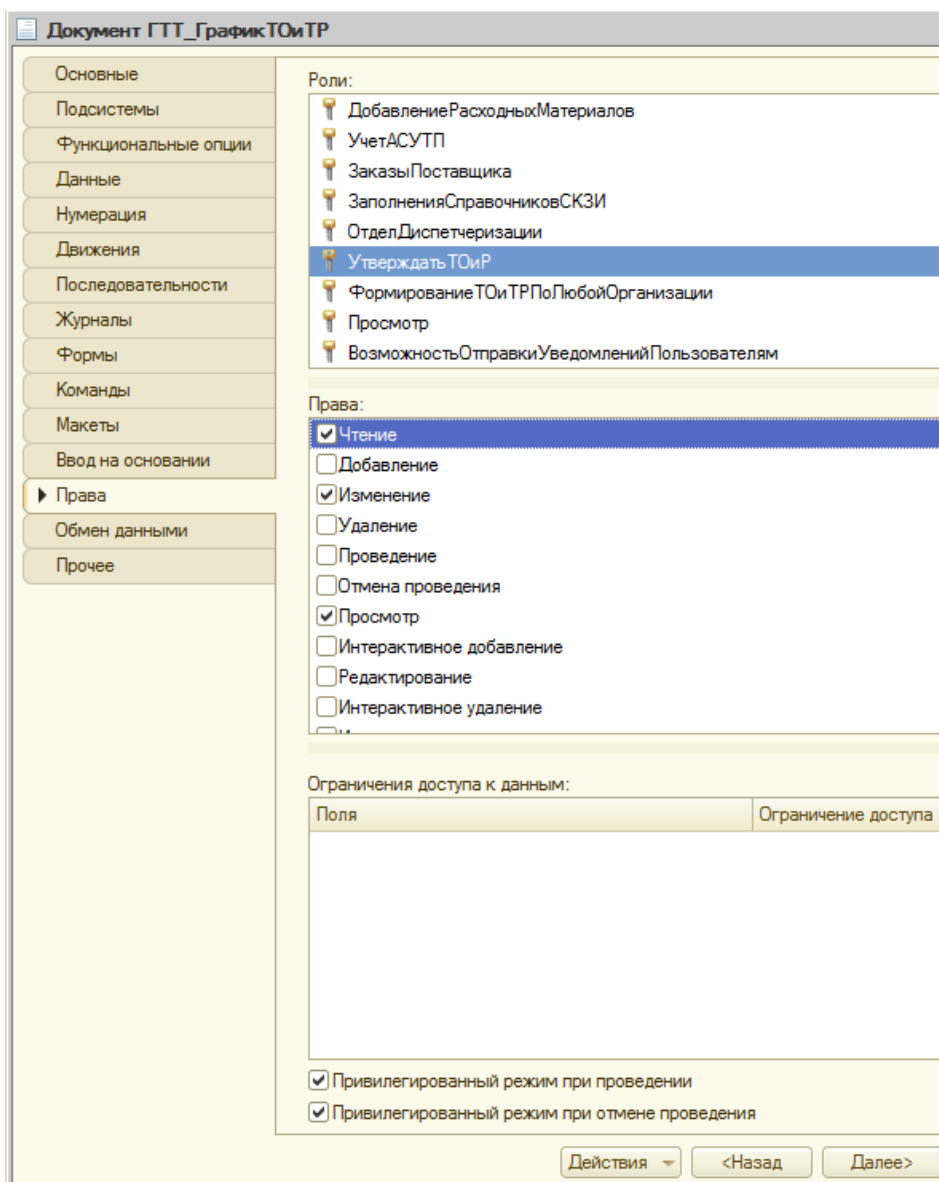 Документ ГТТ_ГрафикТОиТР
Основные
Подсистемы
Функциональные опции
Данные
Нумерация
Движения
Последовательности
Журналы
Формы
Команды
Макеты
Ввод на основании
Права
Обмен данными
Прочее
Роли:
ДобавлениеРасходныхМатериалов
УчетАСУТП
ЗаказыПоставщика
ЗаполненияСправочниковСКЗИ
ОтделДиспетчеризации
УтверждатьТОиР
ФормированиеТОиТРПоЛюбойОрганизации
Просмотр
ВозможностьОтправкиУведомленийПользователям
Права:
Чтение
Добавление
Изменение
Удаление
Проведение
Отмена проведения
Просмотр
Интерактивное добавление
Редактирование
Интерактивное удаление
Ограничения доступа к данным:
Поля Ограничение доступа
Привилегированный режим при проведении
Привилегированный режим при отмене проведения
Действия <Назад Далее>